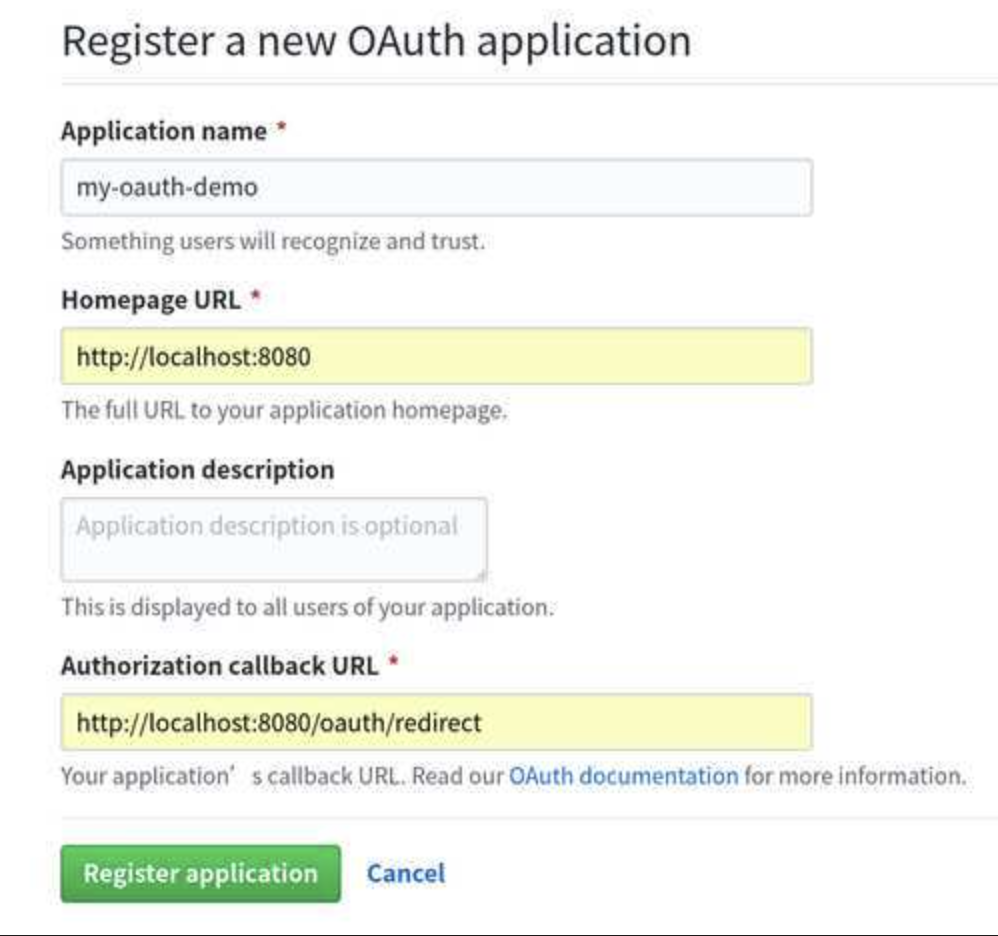 Register a new OAuth application
Application name *
my-oauth-demo
Something users will recognize and trust.
Homepage URL *
http://localhost:8080
The full URL to your application homepage.
Application description
Application description is optional
This is displayed to all users of your application.
Authorization callback URL *
http://localhost:8080/oauth/redirect
Your application’ s callback URL. Read our OAuth documentation for more information.
Register application Cancel